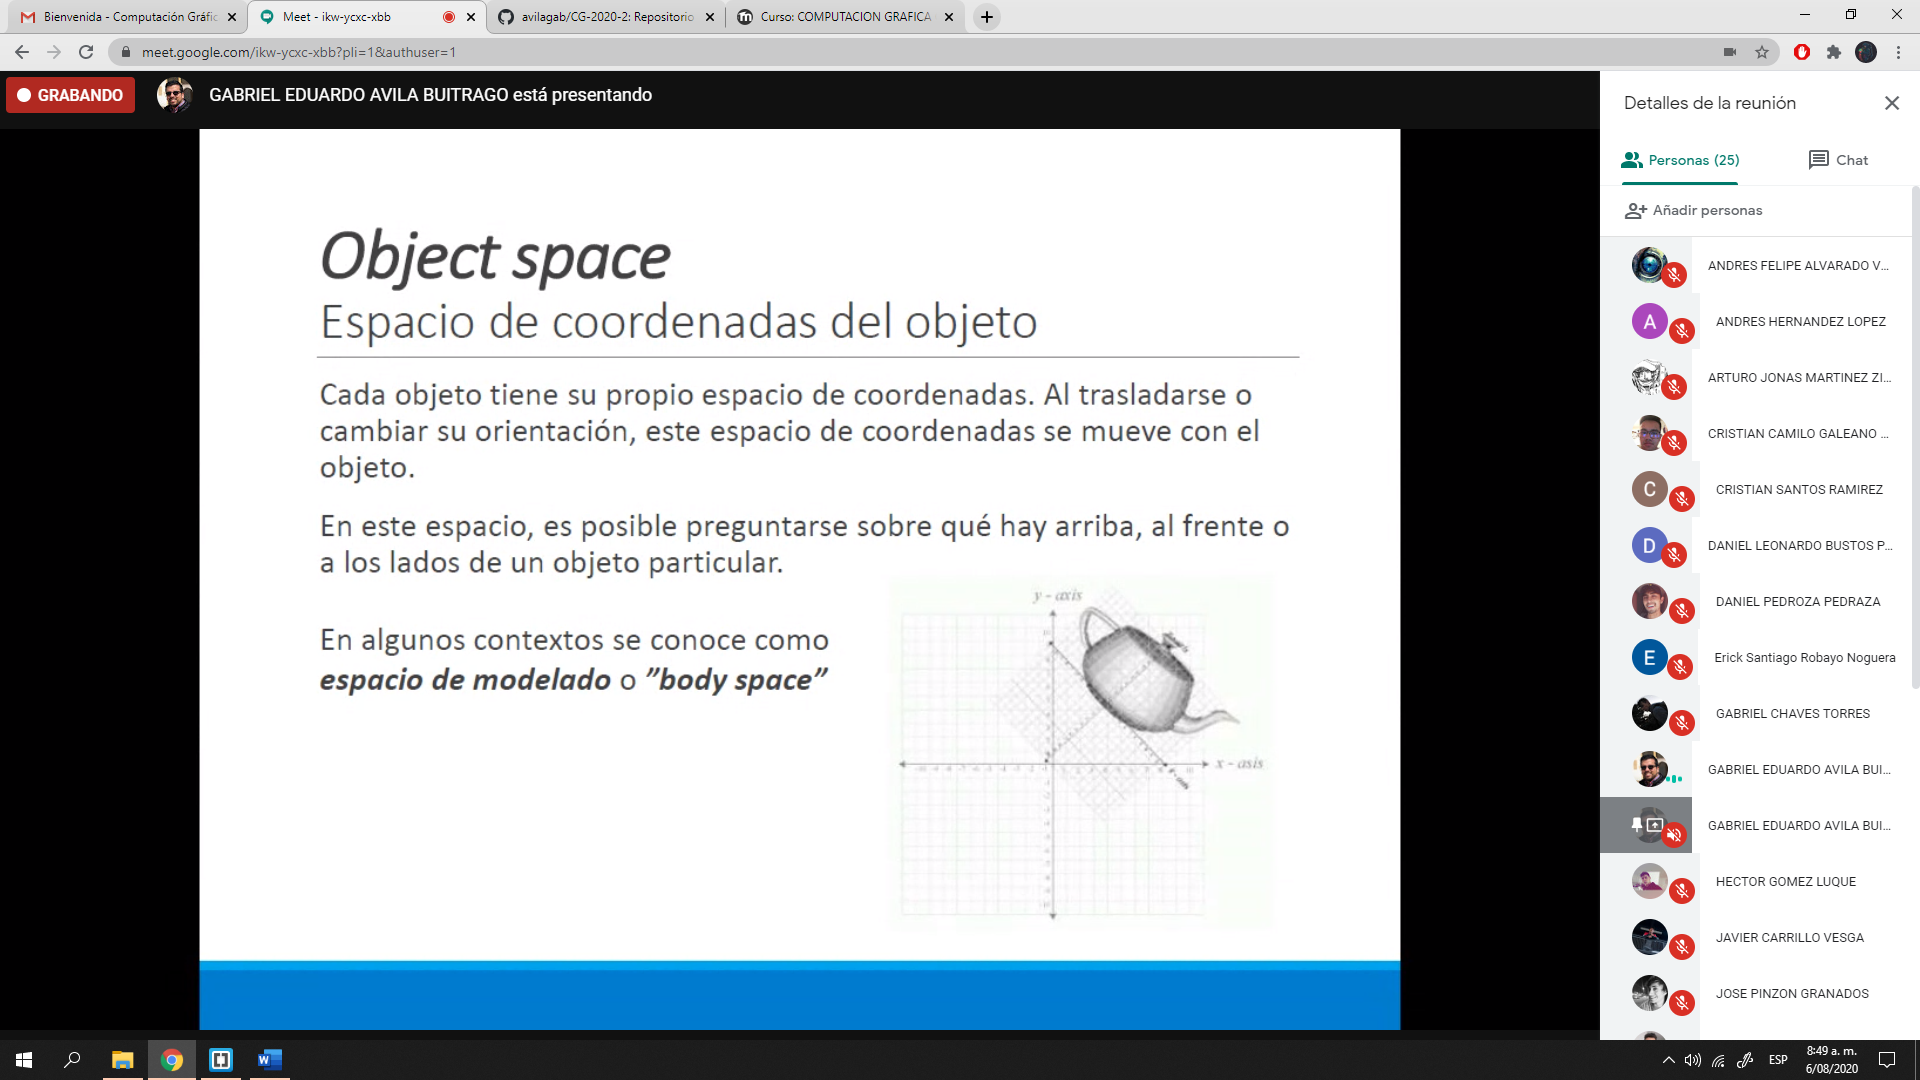 Bienvenida - Computación Gráfic
Meet - ikw-ycxc-xbb
avilagab/CG-2020-2: Repositorio
Curso: COMPUTACION GRAFICA
meet.google.com/ikw-ycxc-xbb?pli=1&authuser=1
GRABANDO
GABRIEL EDUARDO AVILA BUITRAGO está presentando
Object space
Espacio de coordenadas del objeto
Cada objeto tiene su propio espacio de coordenadas. Al trasladarse o
cambiar su orientación, este espacio de coordenadas se mueve con el
objeto.
En este espacio, es posible preguntarse sobre qué hay arriba, al frente o
a los lados de un objeto particular.
En algunos contextos se conoce como
espacio de modelado o ”body space”
y - axis
x - axis
Detalles de la reunión
Personas (25)
Chat
Añadir personas
ANDRES FELIPE ALVARADO V...
A
ANDRES HERNANDEZ LOPEZ
ARTURO JONAS MARTINEZ ZI...
CRISTIAN CAMILO GALEANO ...
C
CRISTIAN SANTOS RAMIREZ
D
DANIEL LEONARDO BUSTOS P...
DANIEL PEDROZA PEDRAZA
E
Erick Santiago Robayo Noguera
GABRIEL CHAVES TORRES
GABRIEL EDUARDO AVILA BUI...
GABRIEL EDUARDO AVILA BUI...
HECTOR GOMEZ LUQUE
JAVIER CARRILLO VESGA
JOSE PINZON GRANADOS
ESP
8:49 a. m.
6/08/2020